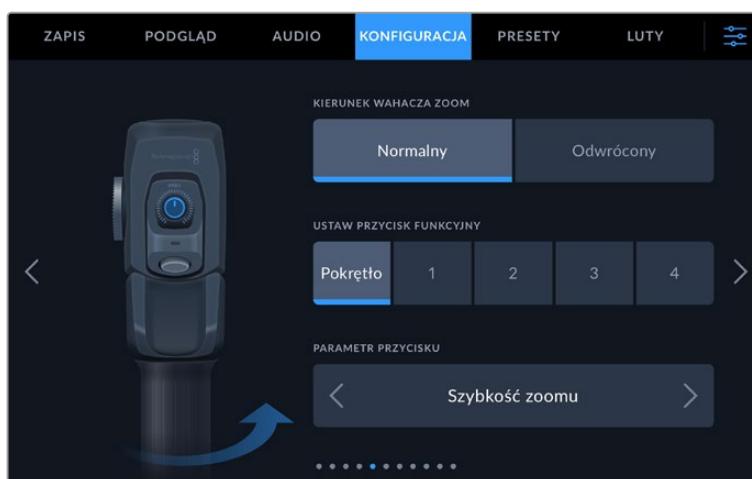 ZAPIS PODGLĄD AUDIO KONFIGURACJA PRESETY LUTY
KIERUNEK WAHACZA ZOOM
Normalny Odwrócony
USTAW PRZYCISK FUNKCYJNY
Pokrętło 1 2 3 4
PARAMETR PRZYCISKU
Szybkość zoomu